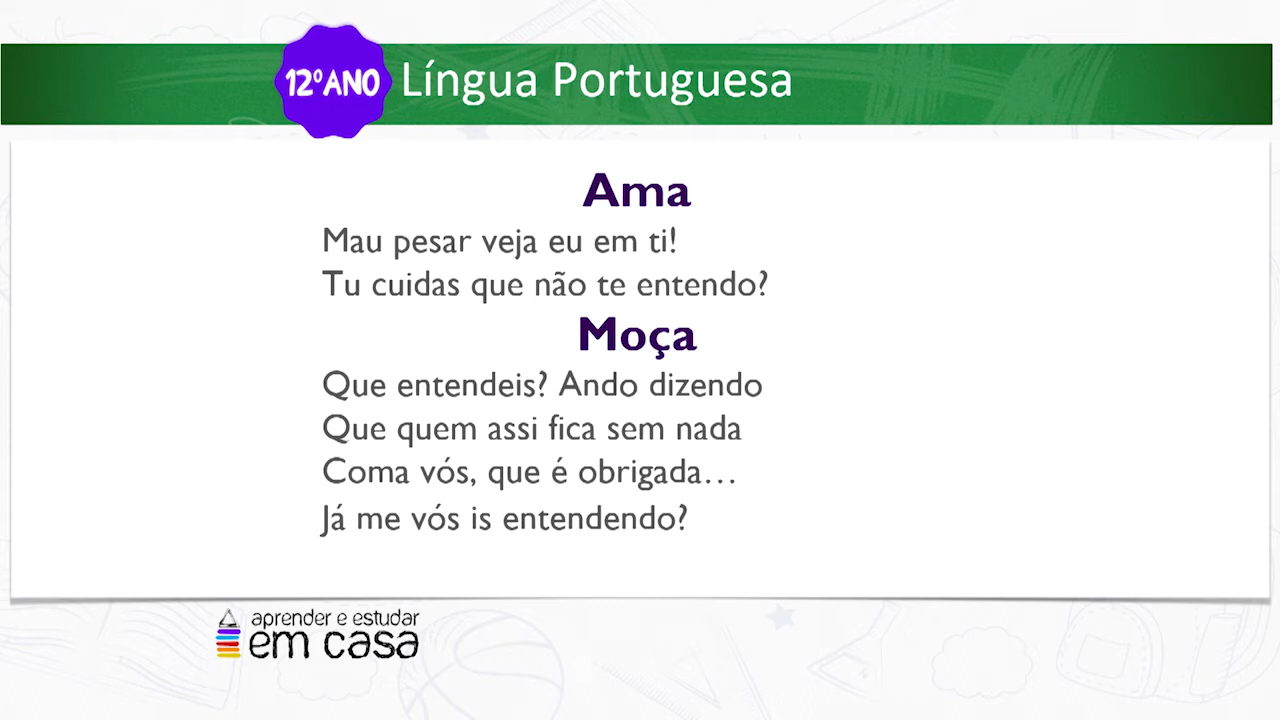 12ºANO Língua Portuguesa
Ama
Mau pesar veja eu em ti!
Tu cuidas que não te entendo?
Moça
Que entendeis? Ando dizendo
Que quem assi fica sem nada
Coma vós, que é obrigada…
Já me vós is entendendo?
aprender e estudar
em casa